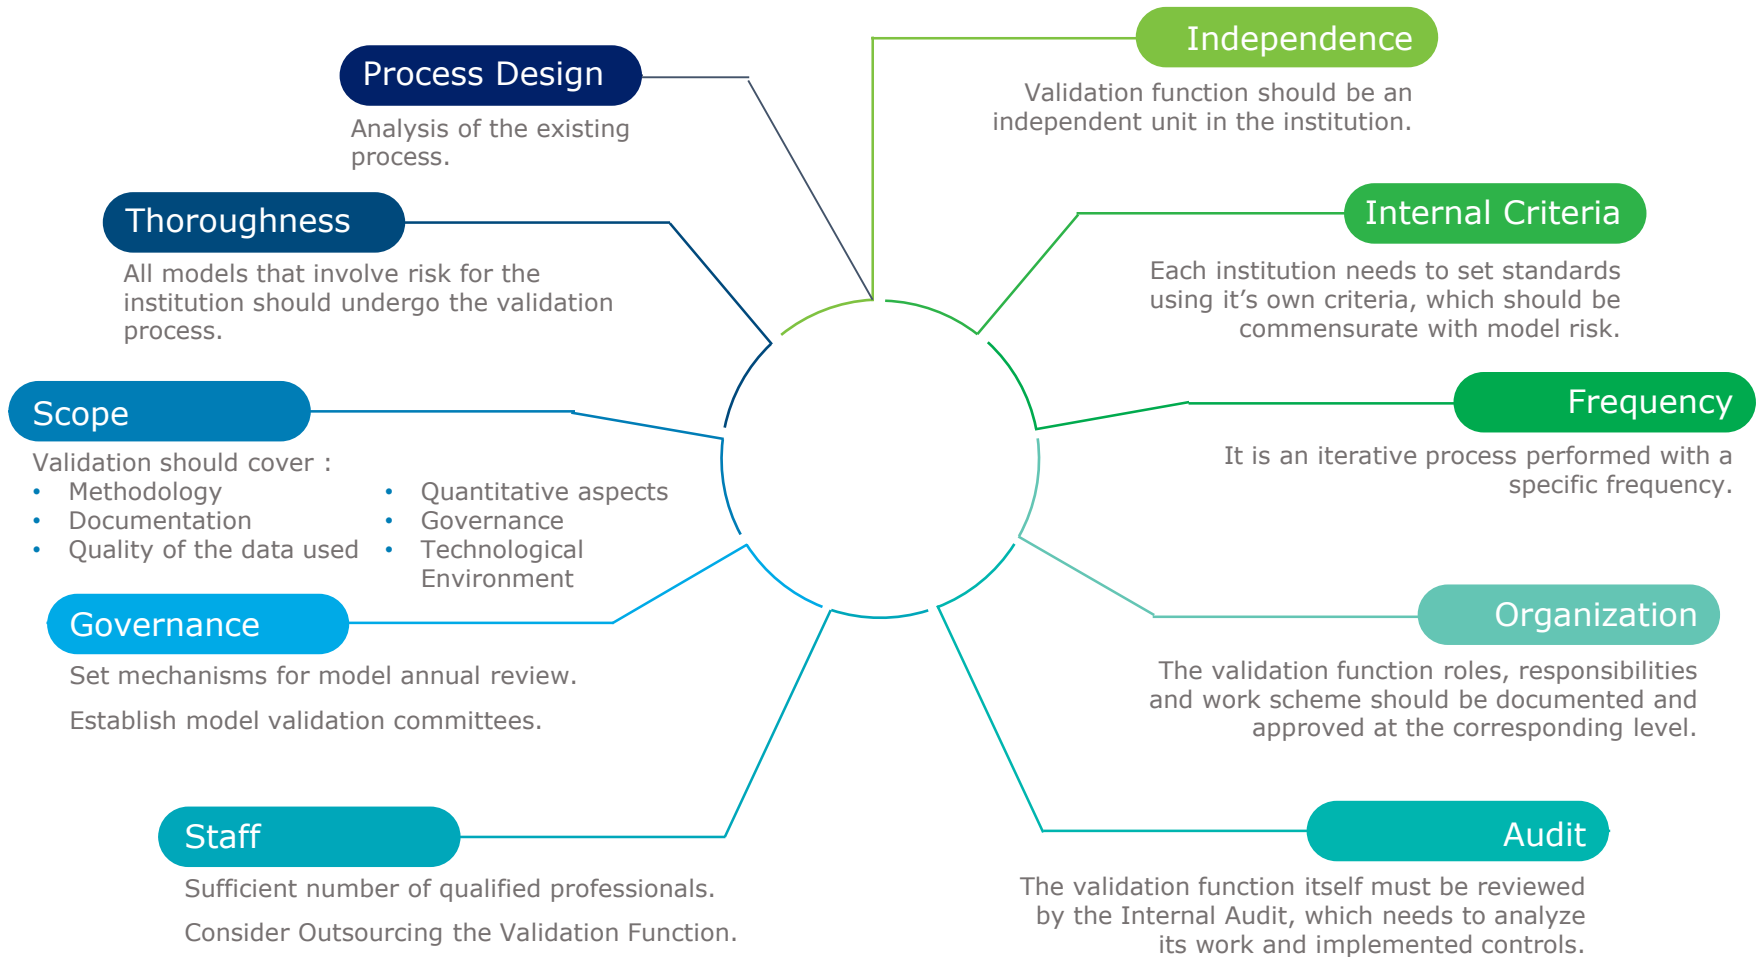 Process Design
Analysis of the existing
process.
Thoroughness
All models that involve risk for the
institution should undergo the validation
process.
Scope
Validation should cover :
• Methodology
• Documentation
• Quality of the data used
• Quantitative aspects
• Governance
• Technological
Environment
Governance
Set mechanisms for model annual review.
Establish model validation committees.
Staff
Sufficient number of qualified professionals.
Consider Outsourcing the Validation Function.
Independence
Validation function should be an
independent unit in the institution.
Internal Criteria
Each institution needs to set standards
using it’s own criteria, which should be
commensurate with model risk.
Frequency
It is an iterative process performed with a
specific frequency.
Organization
The validation function roles, responsibilities
and work scheme should be documented and
approved at the corresponding level.
Audit
The validation function itself must be reviewed
by the Internal Audit, which needs to analyze
its work and implemented controls.